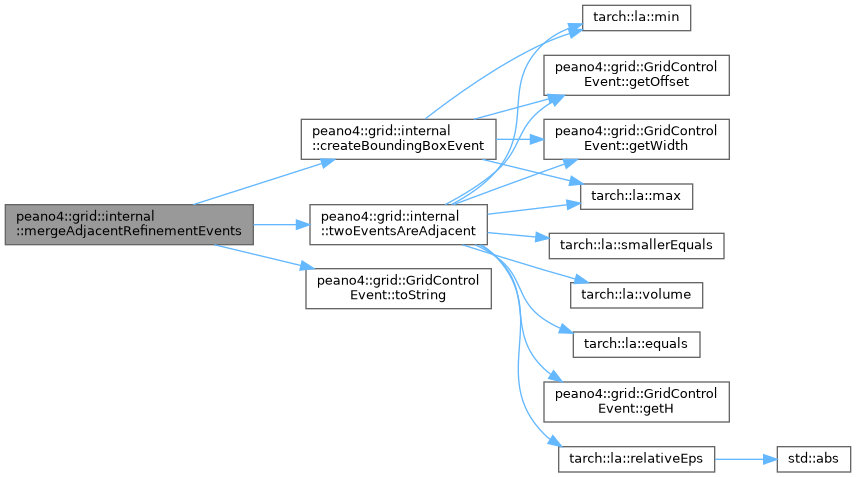 peano4::grid::internal
::mergeAdjacentRefinementEvents
peano4::grid::internal
::createBoundingBoxEvent
peano4::grid::internal
::twoEventsAreAdjacent
peano4::grid::GridControl
Event::toString
tarch::la::min
peano4::grid::GridControl
Event::getOffset
peano4::grid::GridControl
Event::getWidth
tarch::la::max
tarch::la::smallerEquals
tarch::la::volume
tarch::la::equals
peano4::grid::GridControl
Event::getH
tarch::la::relativeEps
std::abs